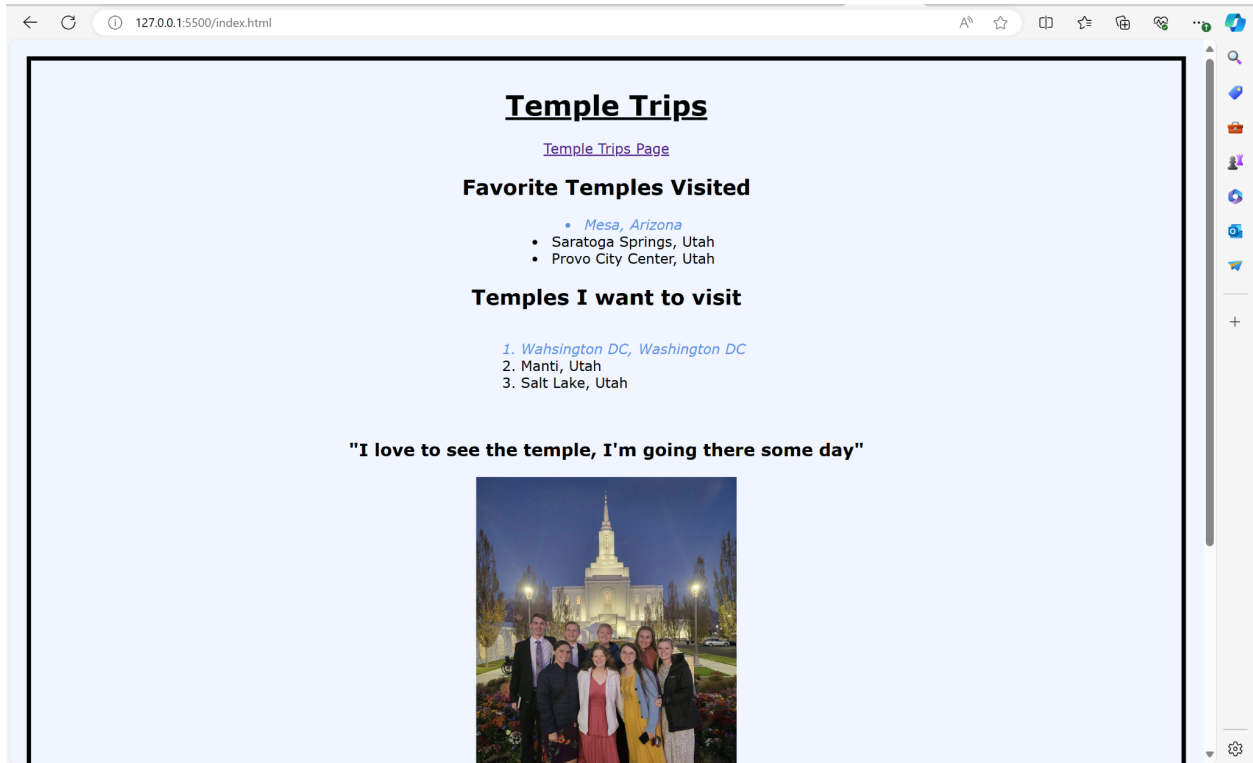 127.0.0.1:5500/index.html
Temple Trips
Temple Trips Page
Favorite Temples Visited
• Mesa, Arizona
• Saratoga Springs, Utah
• Provo City Center, Utah
Temples I want to visit
1. Wahsington DC, Washington DC
2. Manti, Utah
3. Salt Lake, Utah
"I love to see the temple, I'm going there some day"